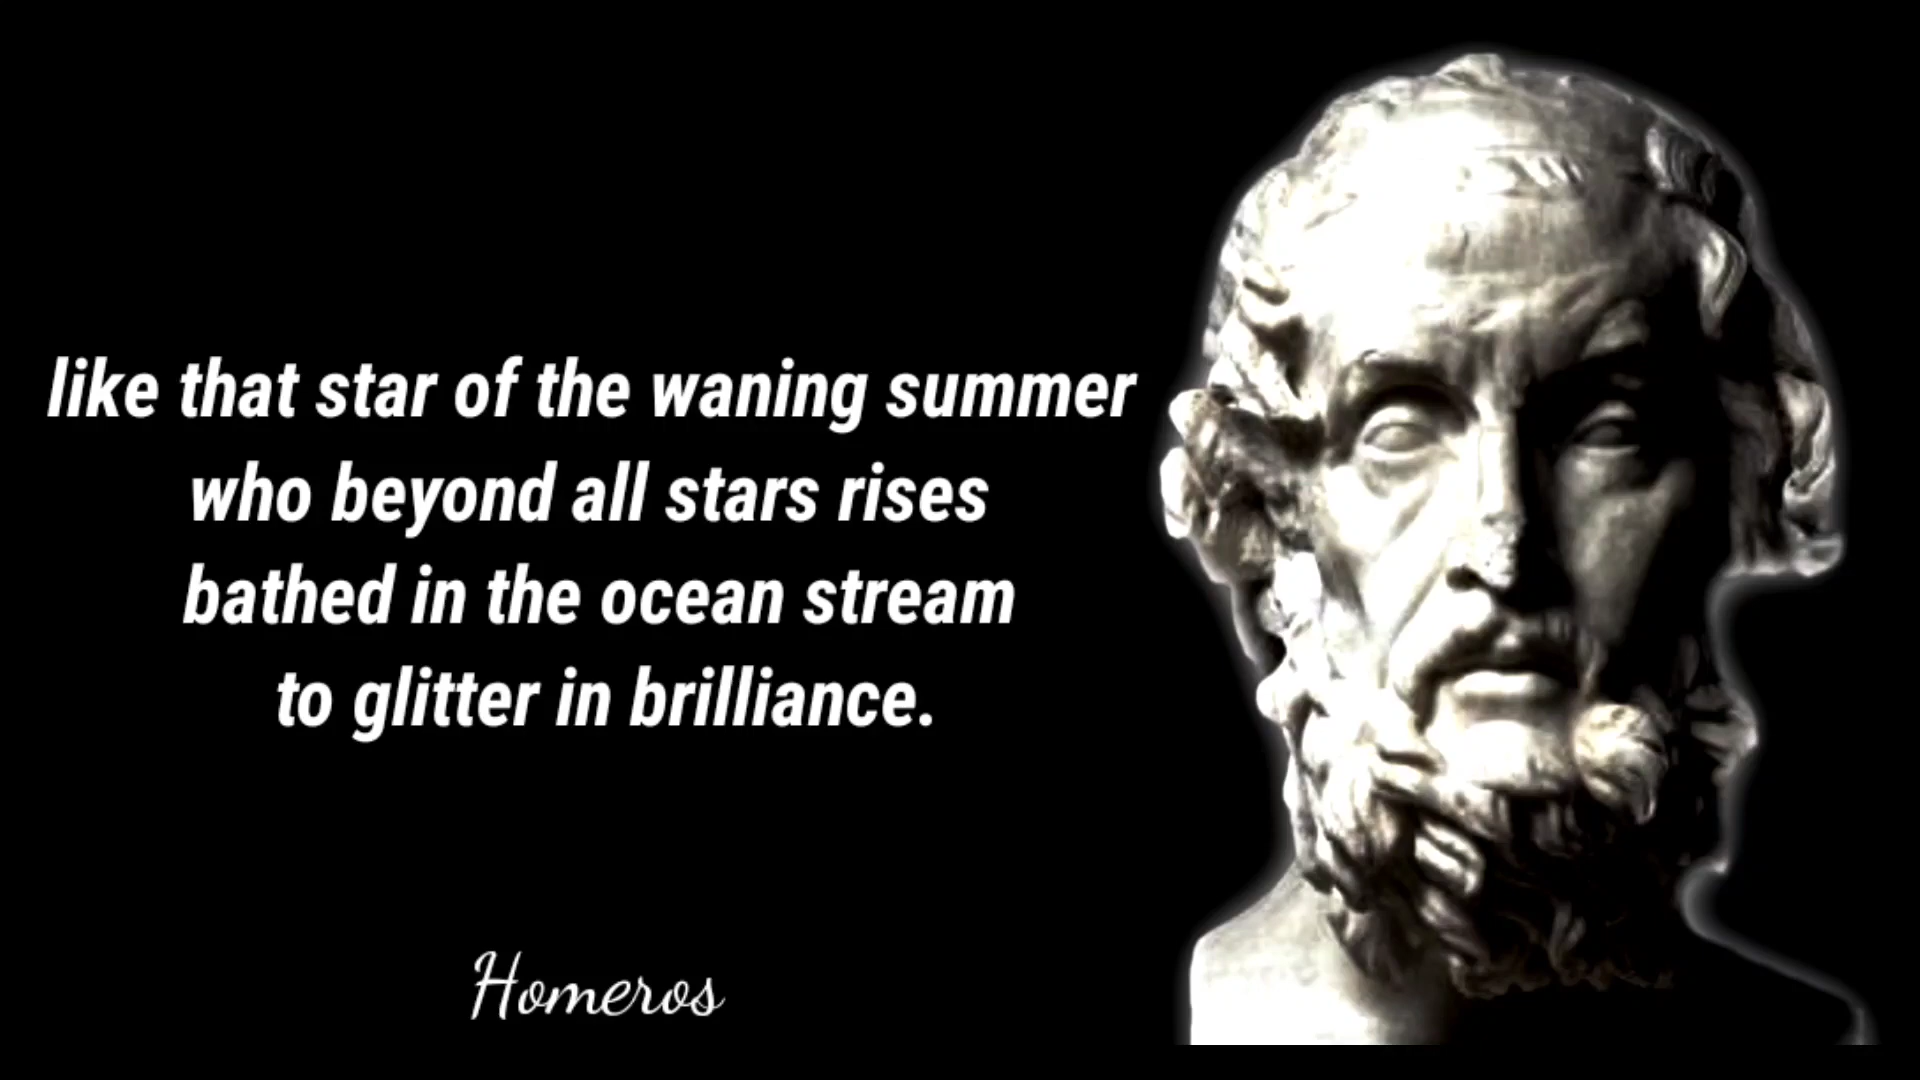 like that star of the waning summer
who beyond all stars rises
bathed in the ocean stream
to glitter in brilliance.
Homeros